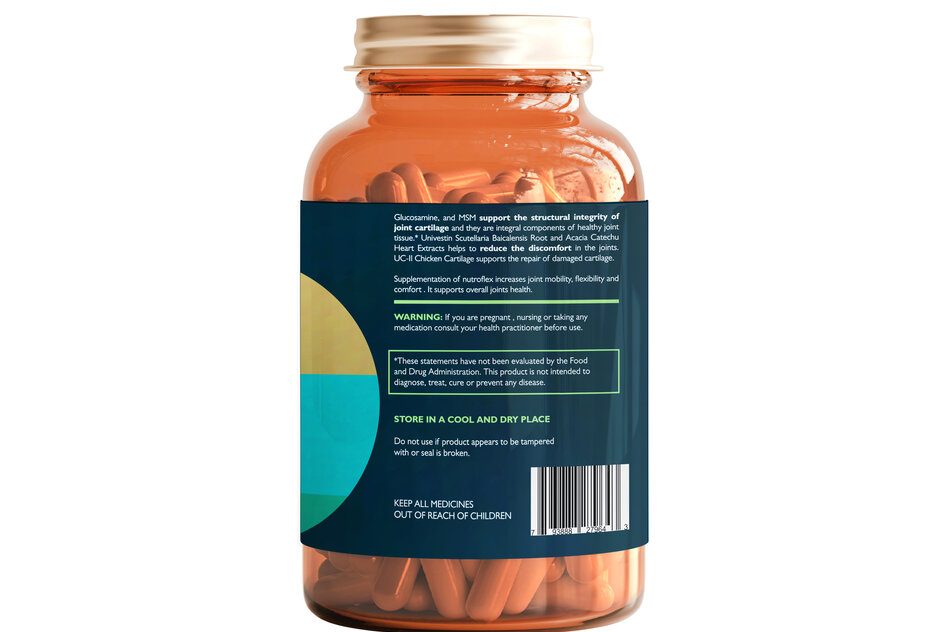 Glucosamine, and MSM support the structural integrity of
joint cartilage and they are integral components of healthy joint
tissue.* Univestin Scutellaria Baicalensis Root and Acacia Catechu
Heart Extracts helps to reduce the discomfort in the joints.
UC-II Chicken Cartilage supports the repair of damaged cartilage.
Supplementation of nutroflex increases joint mobility, flexibility and
comfort . It supports overall joints health.
WARNING: If you are pregnant , nursing or taking any
medication consult your health practitioner before use.
*These statements have not been evaluated by the Food
and Drug Administration. This product is not intended to
diagnose, treat, cure or prevent any disease.
STORE IN A COOL AND DRY PLACE
Do not use if product appears to be tampered
with or seal is broken.
KEEP ALL MEDICINES
OUT OF REACH OF CHILDREN
7 93888 27964 3